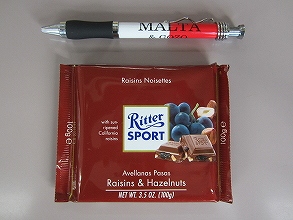 MALTA
& GOZO
Raisins Noisettes
with sun-
ripened
California
raisins
Ritter
SPORT
100g e
100g e
Avellanas Pasas
Raisins & Hazelnuts
NET WT. 3.5 OZ. (100g)